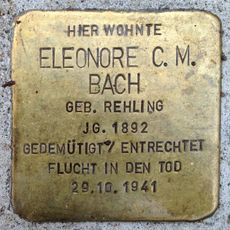 HIER WOHNTE
ELEONORE C. M.
BACH
GEB. REHLING
JG. 1892
GEDEMÜTIGT / ENTRECHTET
FLUCHT IN DEN TOD
29.10.1941